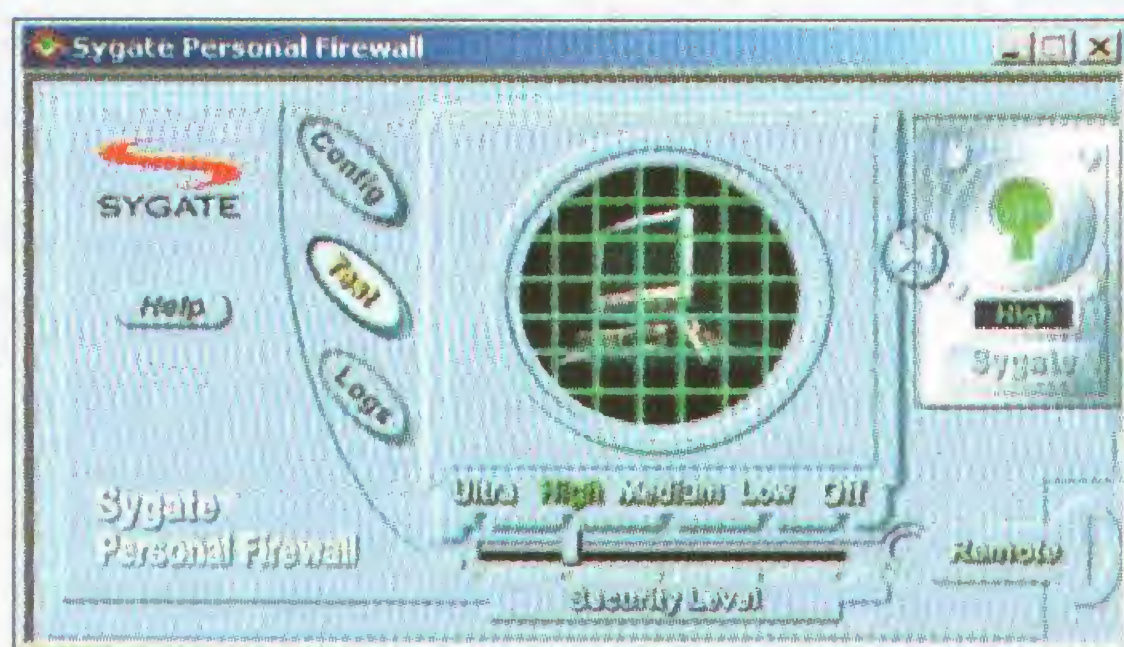 Sygate Personal Firewall
SYGATE
Config
Test
Logs
Help
High
Sygate
Ultra High Medium Low Off
Security Level
Remote
Sygate
Personal Firewall